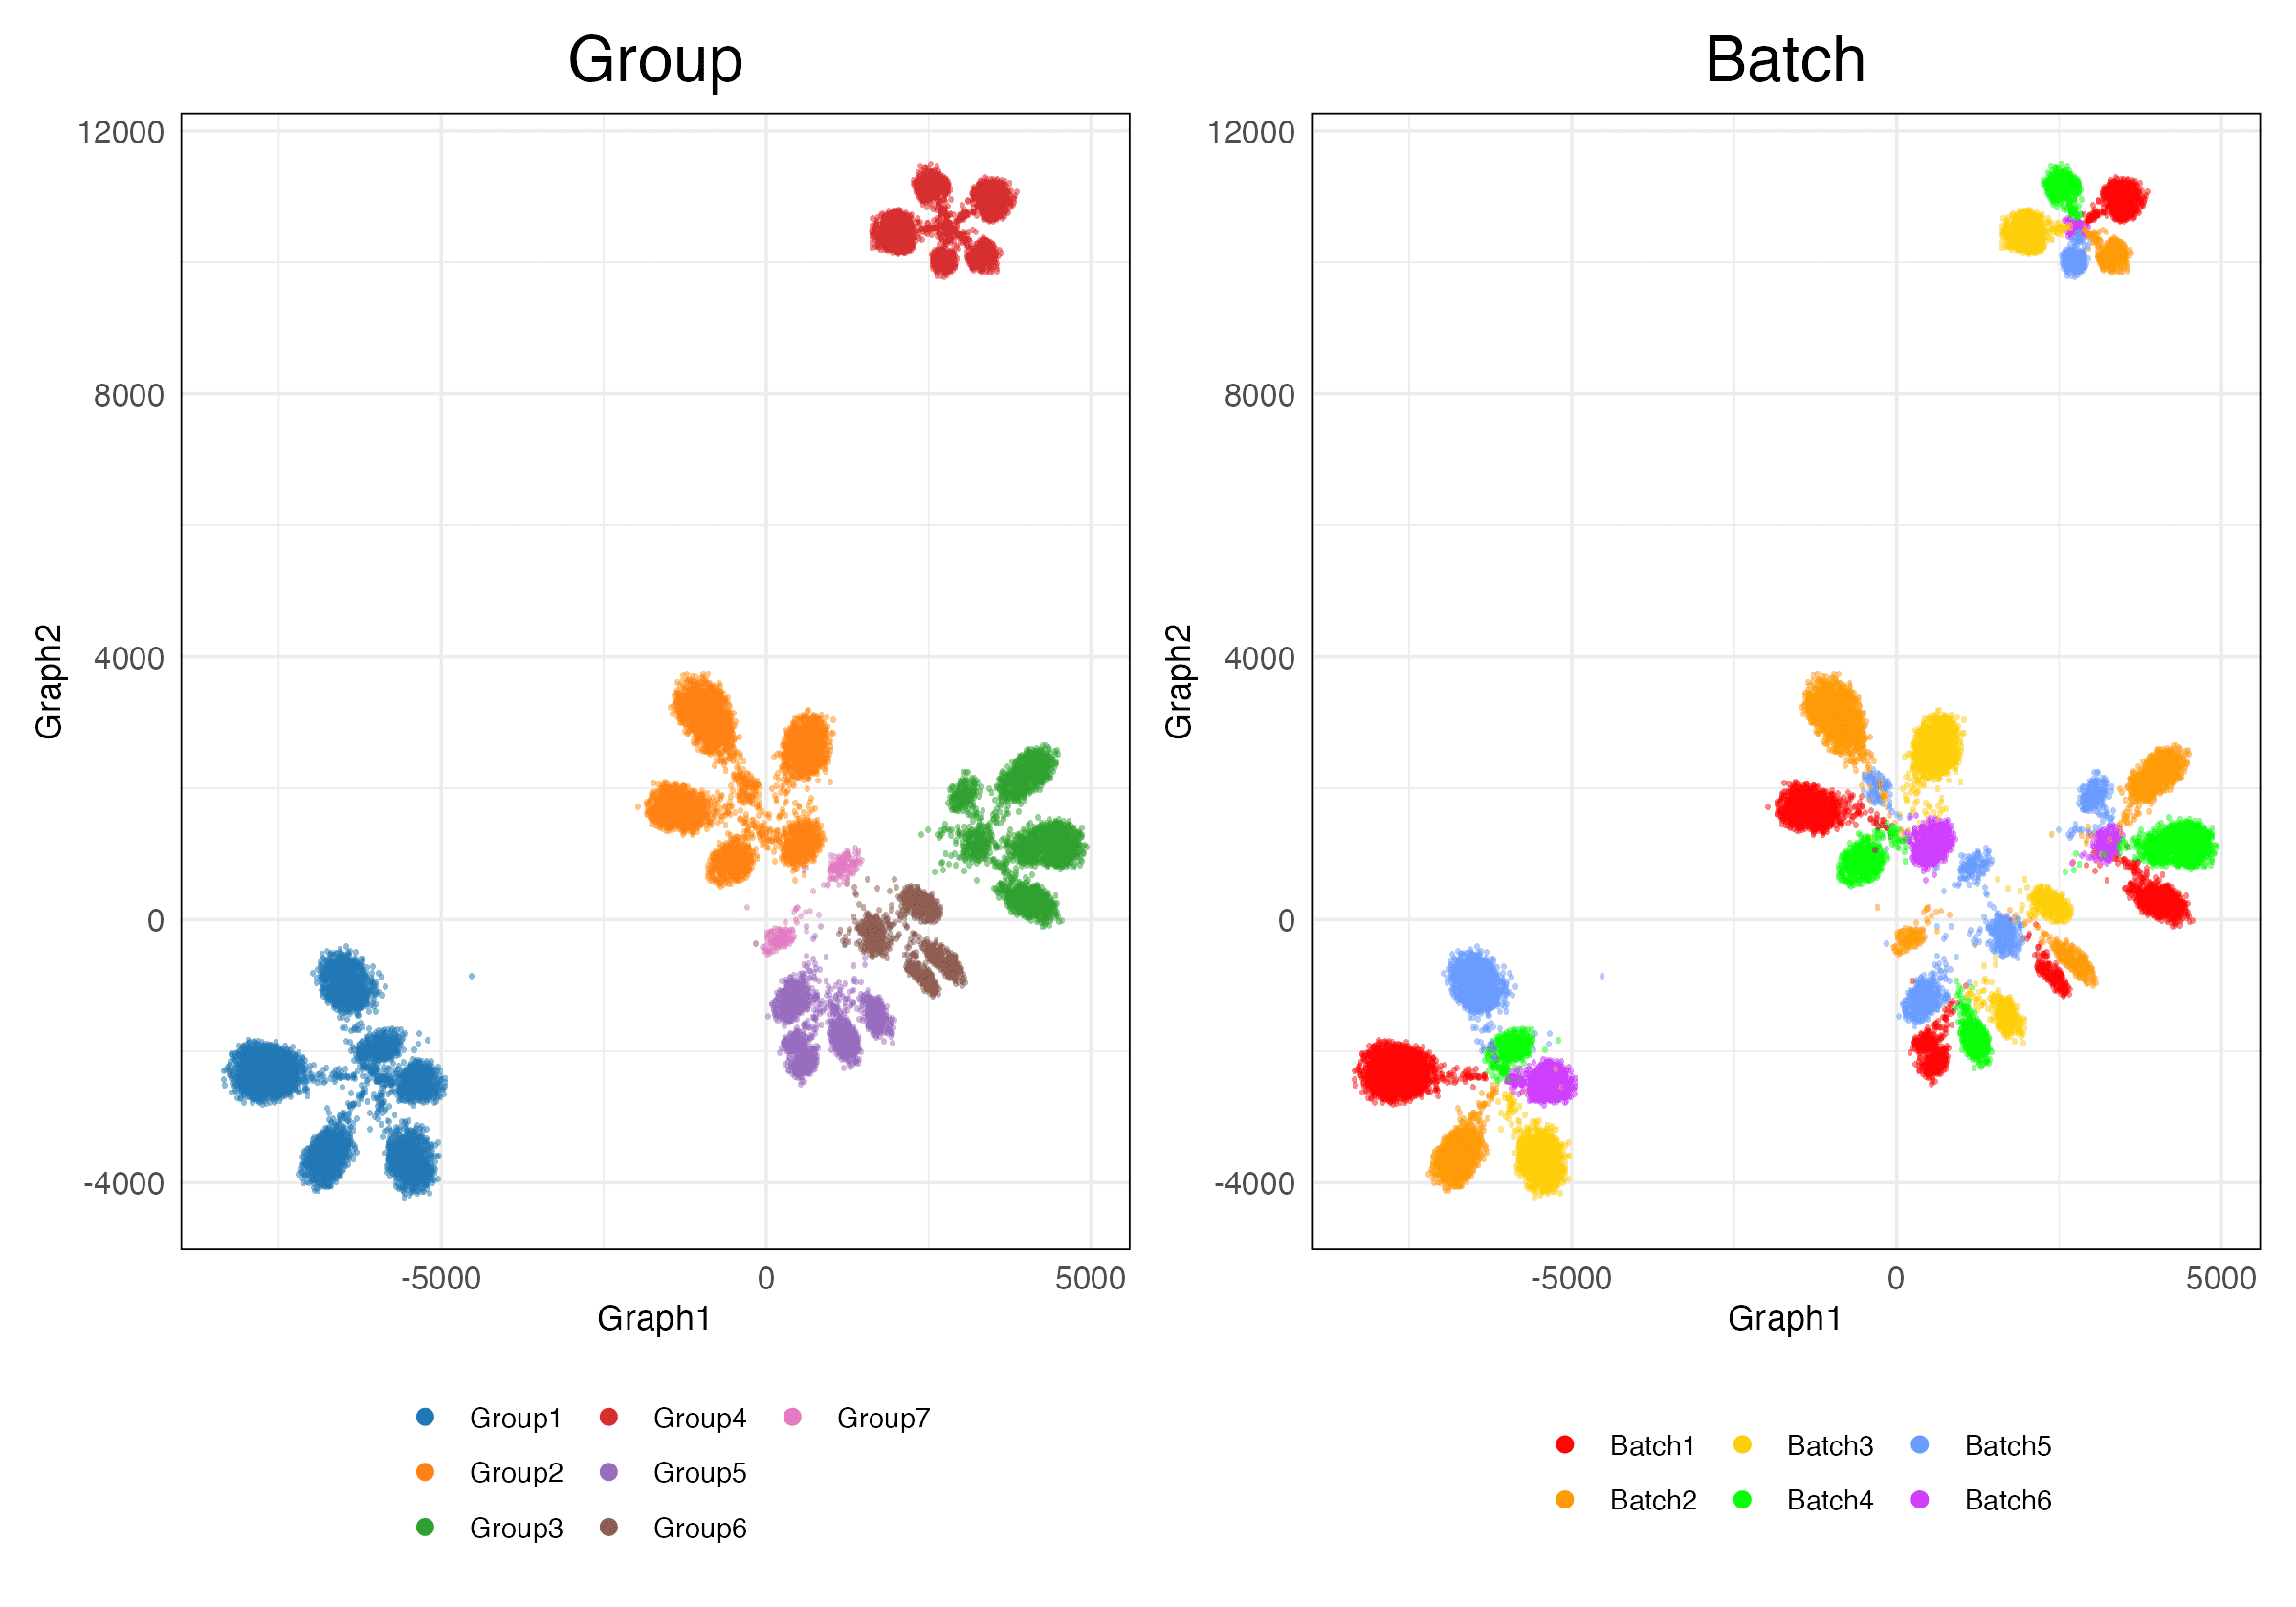 Group
Batch
12000
8000
4000
0
-4000
Graph2
-5000 0 5000
Graph1
12000
8000
4000
0
-4000
Graph2
-5000 0 5000
Graph1
Group1 Group4 Group7
Group2 Group5
Group3 Group6
Batch1 Batch3 Batch5
Batch2 Batch4 Batch6